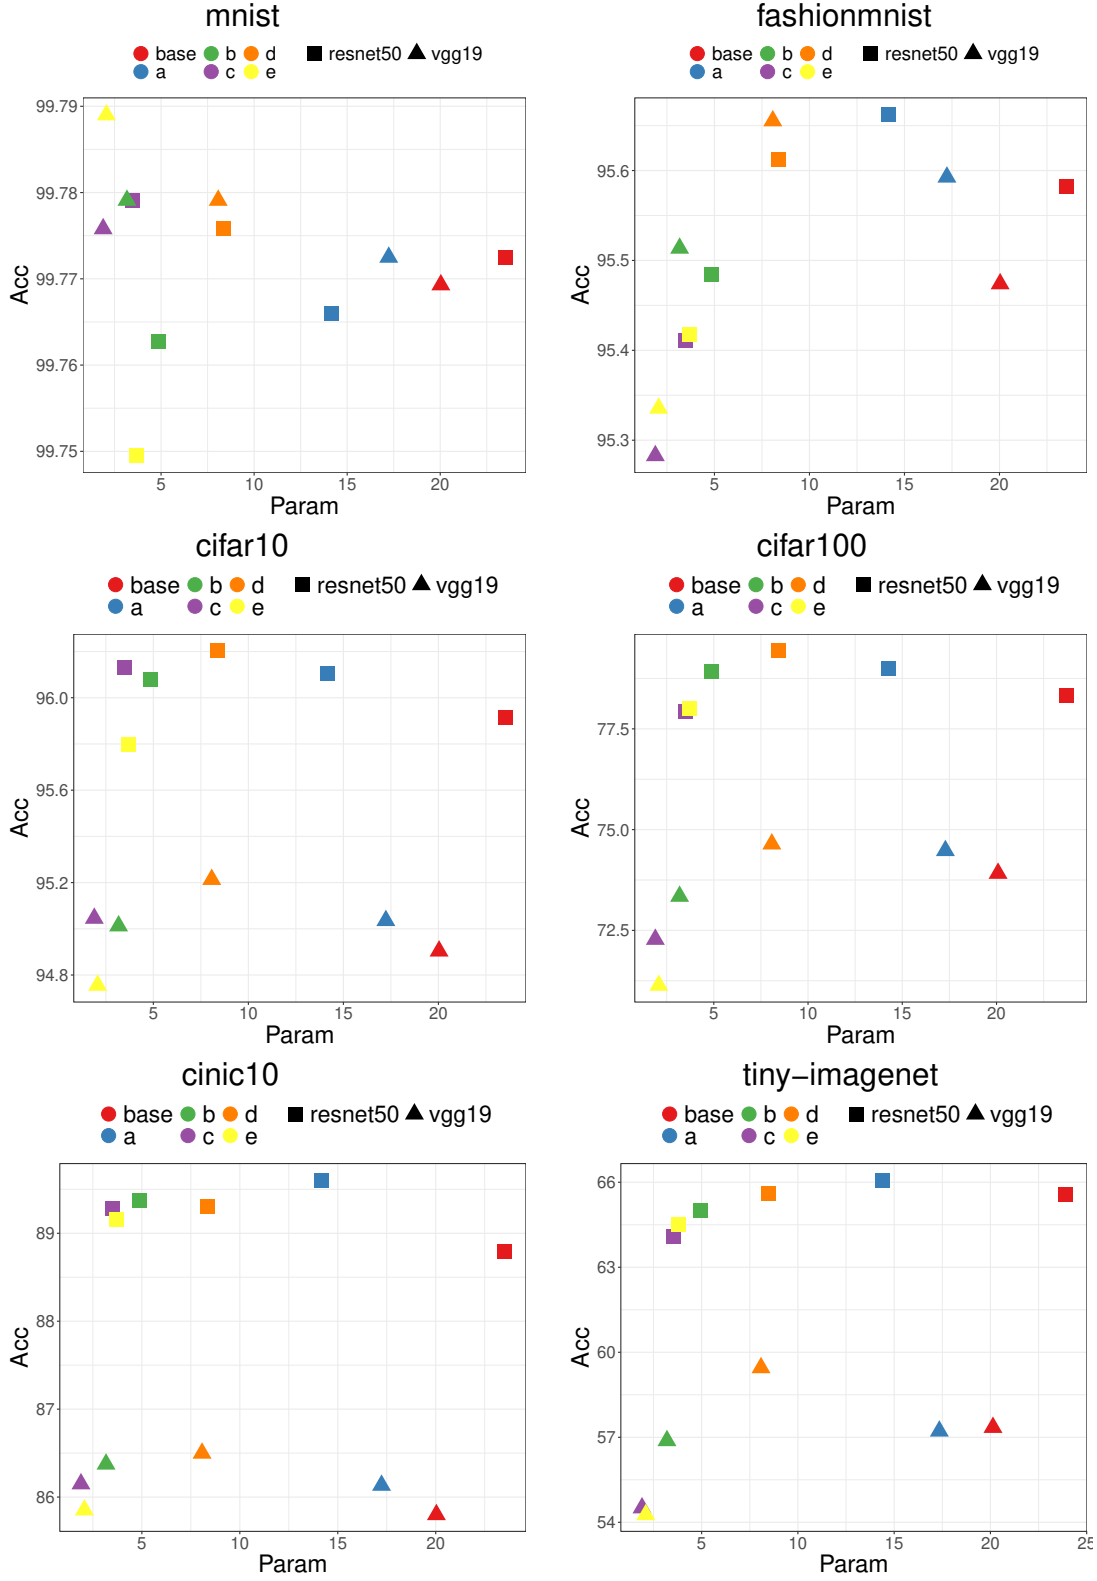 mnist
base b d resnet50 vgg19
a c e
99.79
99.78
99.77
99.76
99.75
Acc
5 10 15 20
Param
fashionmnist
base b d resnet50 vgg19
a c e
95.6
95.5
95.4
95.3
Acc
5 10 15 20
Param
cifar10
base b d resnet50 vgg19
a c e
96.0
95.6
95.2
94.8
Acc
5 10 15 20
Param
cifar100
base b d resnet50 vgg19
a c e
77.5
75.0
72.5
Acc
5 10 15 20
Param
cinic10
base b d resnet50 vgg19
a c e
89
88
87
86
Acc
5 10 15 20
Param
tiny−imagenet
base b d resnet50 vgg19
a c e
66
63
60
57
54
Acc
5 10 15 20 25
Param